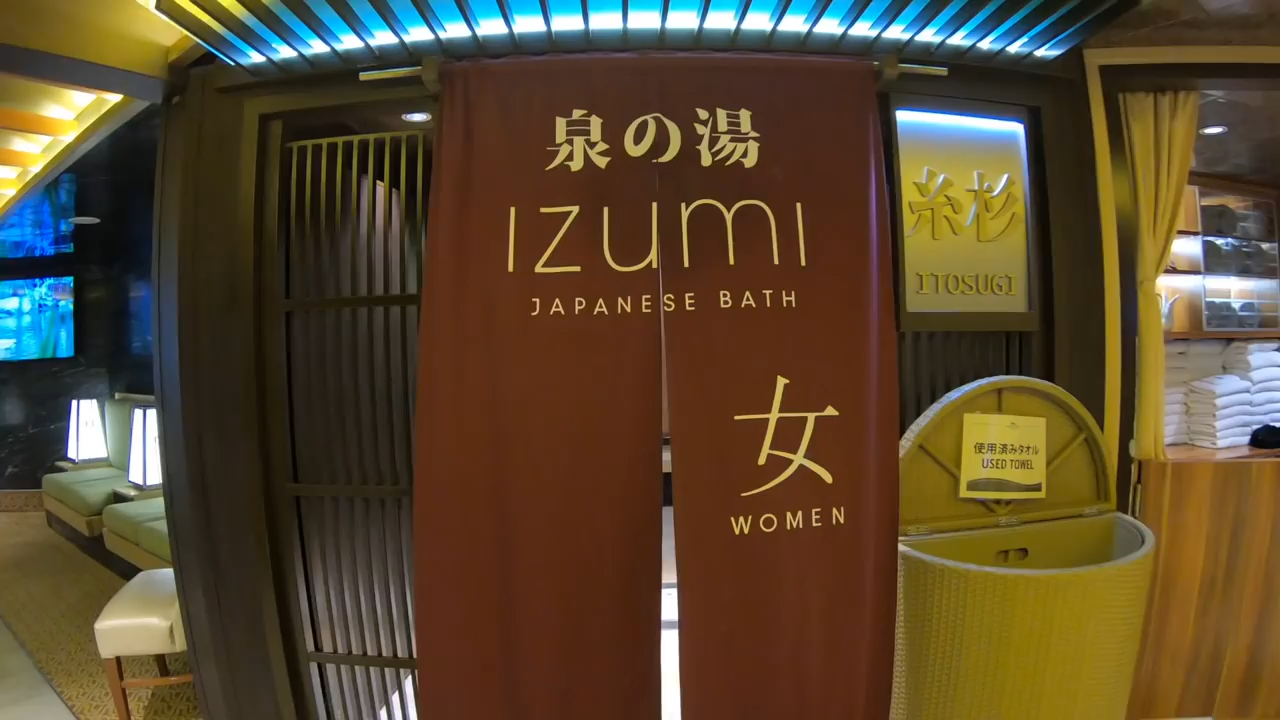 泉の湯
IZUMI
JAPANESE BATH
女
WOMEN
糸杉
ITOSUGI
使用済みタオル
USED TOWEL